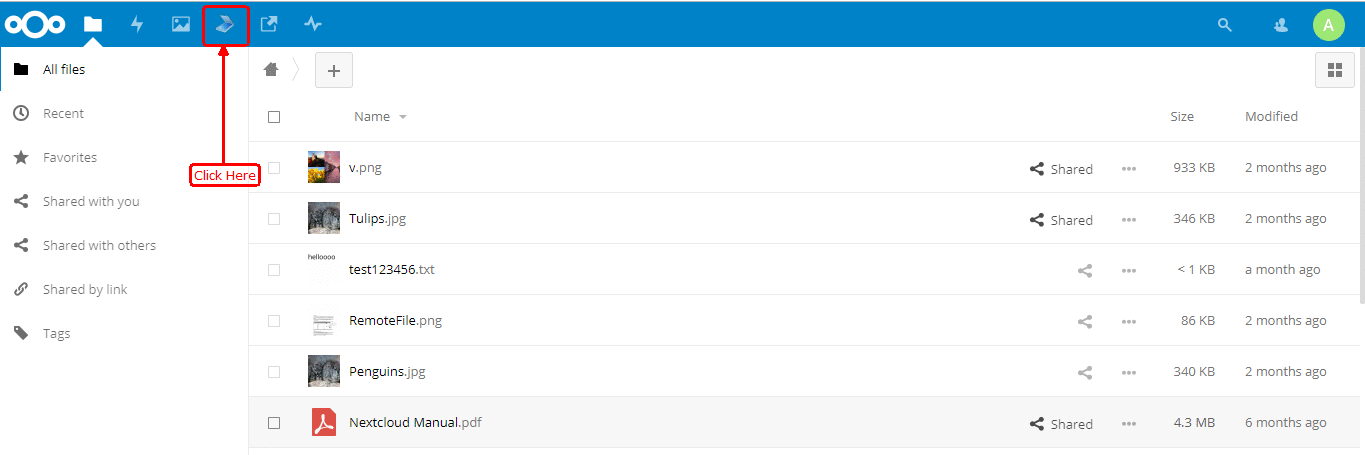 A
All files
Recent
Favorites
Shared with you
Shared with others
Shared by link
Tags
Click Here
+
Name Size Modified
v.png Shared 933 KB 2 months ago
Tulips.jpg Shared 346 KB 2 months ago
helloooo
test123456.txt < 1 KB a month ago
RemoteFile.png 86 KB 2 months ago
Penguins.jpg 340 KB 2 months ago
Nextcloud Manual.pdf Shared 4.3 MB 6 months ago